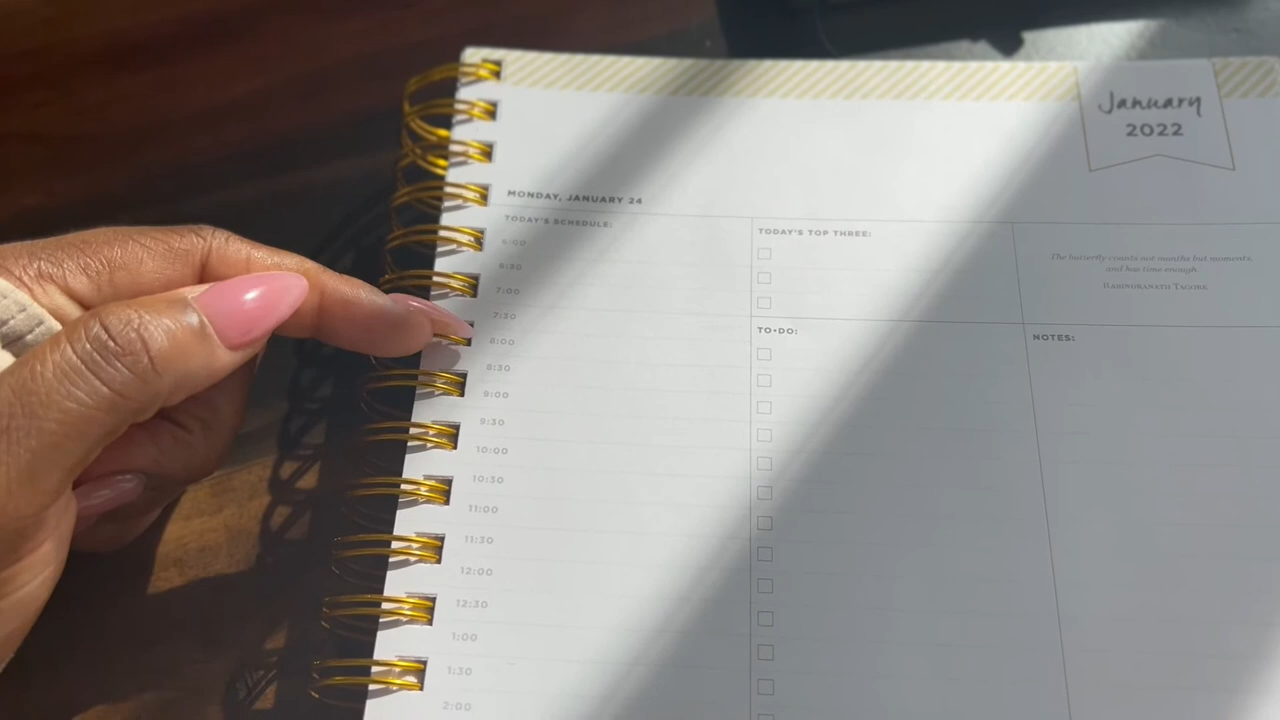 January
2022
MONDAY, JANUARY 24
TODAY'S SCHEDULE:
6:00
6:30
7:00
7:30
8:00
8:30
9:00
9:30
10:00
10:30
11:00
11:30
12:00
12:30
1:00
1:30
2:00
TODAY'S TOP THREE:
TO•DO:
The butterfly counts not months but moments,
and has time enough.
RABINDRANATH TAGORE
NOTES: